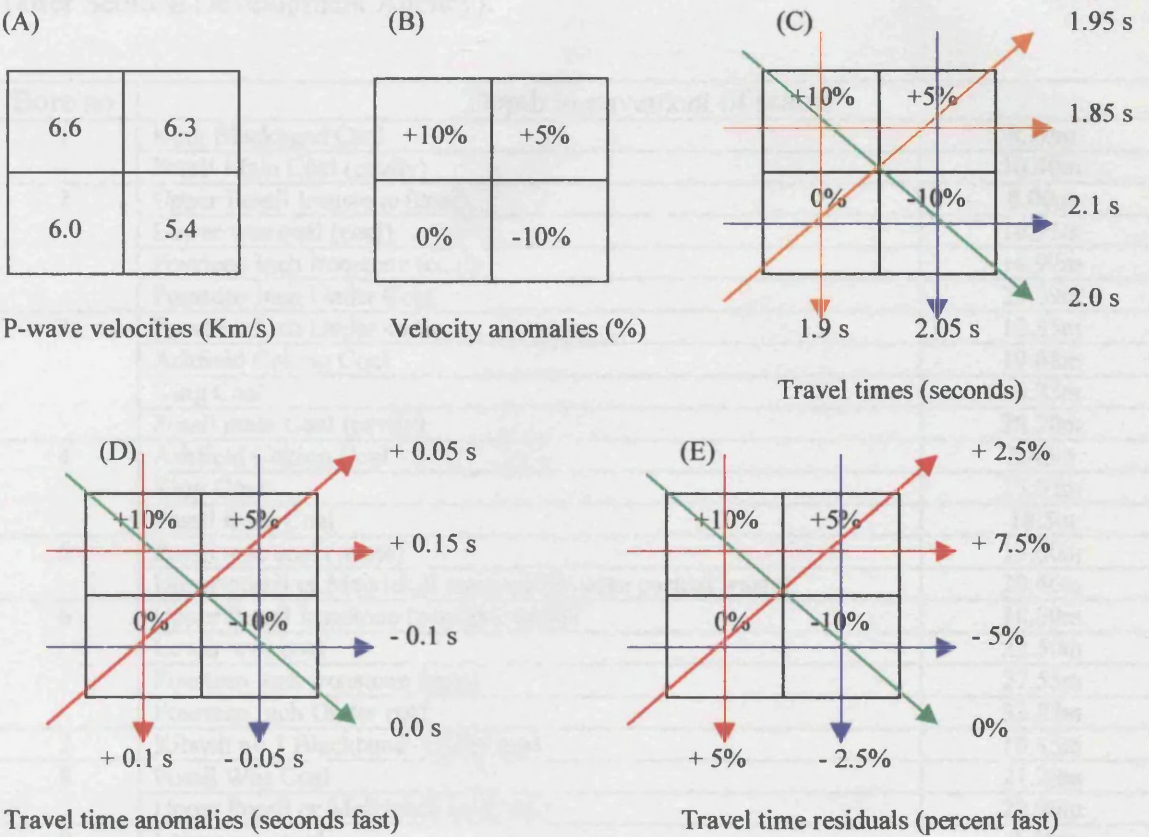 (A)
6.6 6.3
6.0 5.4
P-wave velocities (Km/s)
(B)
+10% +5%
0% -10%
Velocity anomalies (%)
(C)
1.95 s
+10% +5%
1.85 s
0% -10%
2.1 s
2.0 s
1.9 s 2.05 s
Travel times (seconds)
(D)
+ 0.05 s
+10% +5%
+ 0.15 s
0% -10%
- 0.1 s
0.0 s
+ 0.1 s - 0.05 s
Travel time anomalies (seconds fast)
(E)
+ 2.5%
+10% +5%
+ 7.5%
0% -10%
- 5%
0%
+ 5% - 2.5%
Travel time residuals (percent fast)